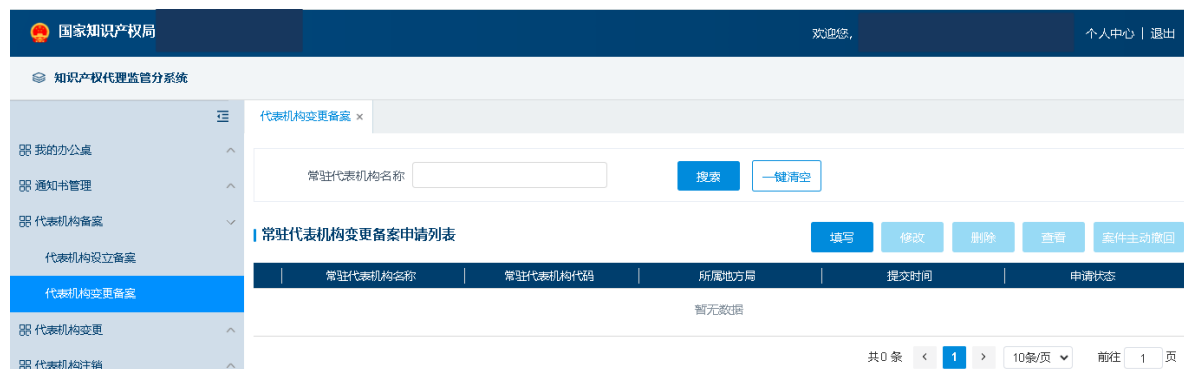 国家知识产权局 欢迎您, 个人中心 | 退出
知识产权代理监管分系统
代表机构变更备案 ×
我的办公桌
常驻代表机构名称 搜索 一键清空
通知书管理
代表机构备案
常驻代表机构变更备案申请列表 填写 修改 删除 查看 案件主动撤回
代表机构设立备案
常驻代表机构名称 常驻代表机构代码 所属地方局 提交时间 申请状态
代表机构变更备案
暂无数据
代表机构变更
共0条 < 1 > 10条/页 前往 1 页
代表机构注销